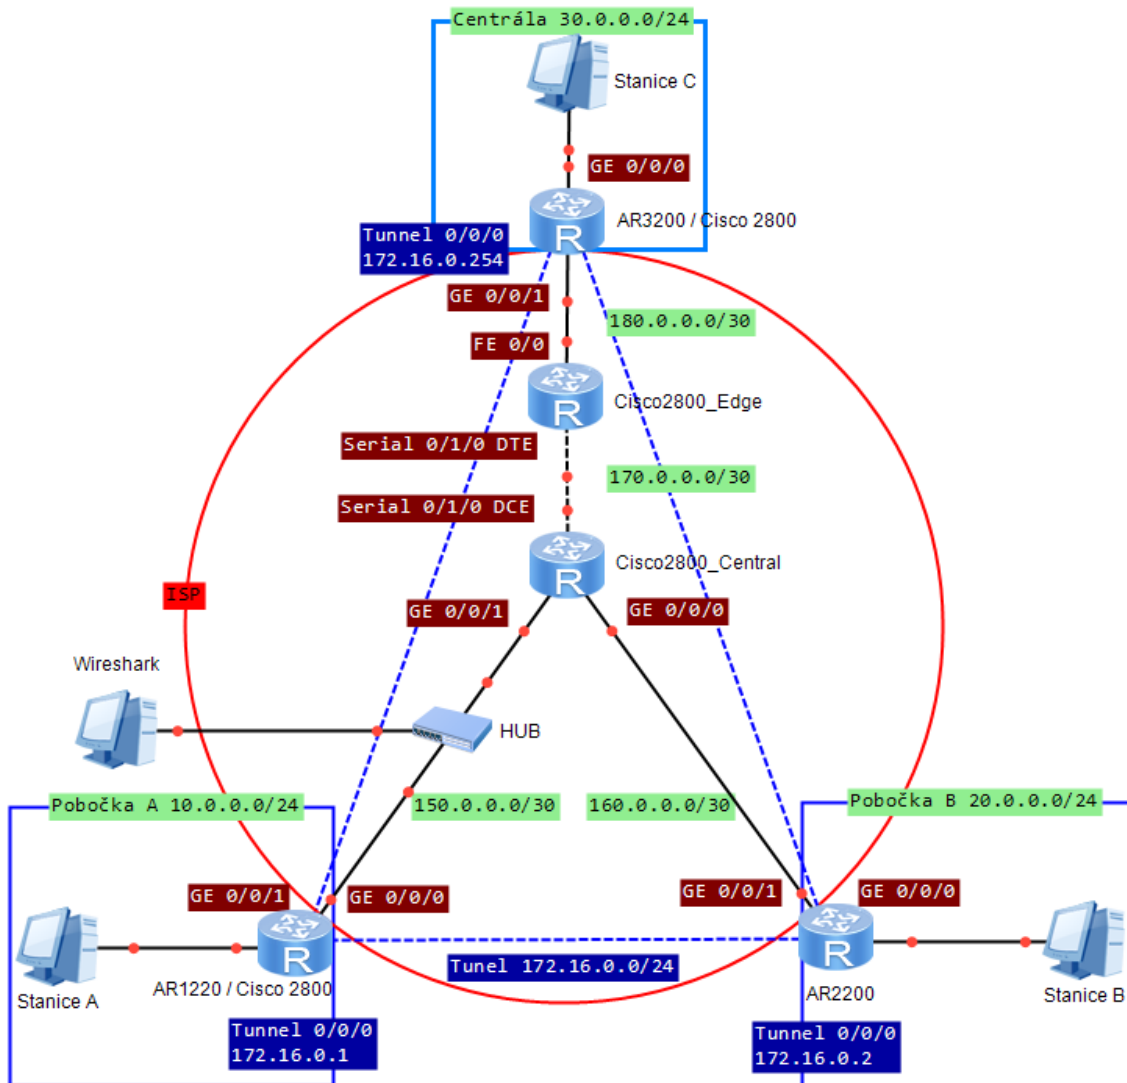 Centrála 30.0.0.0/24
Stanice C
GE 0/0/0
AR3200 / Cisco 2800
Tunnel 0/0/0
172.16.0.254
GE 0/0/1
180.0.0.0/30
FE 0/0
Cisco2800_Edge
Serial 0/1/0 DTE
170.0.0.0/30
Serial 0/1/0 DCE
Cisco2800_Central
ISP
GE 0/0/1
GE 0/0/0
Wireshark
HUB
Pobočka A 10.0.0.0/24
150.0.0.0/30
160.0.0.0/30
Pobočka B 20.0.0.0/24
GE 0/0/1
GE 0/0/0
GE 0/0/1
GE 0/0/0
Stanice A
AR1220 / Cisco 2800
Tunel 172.16.0.0/24
AR2200
Stanice B
Tunnel 0/0/0
172.16.0.1
Tunnel 0/0/0
172.16.0.2
R
R
R
R
R